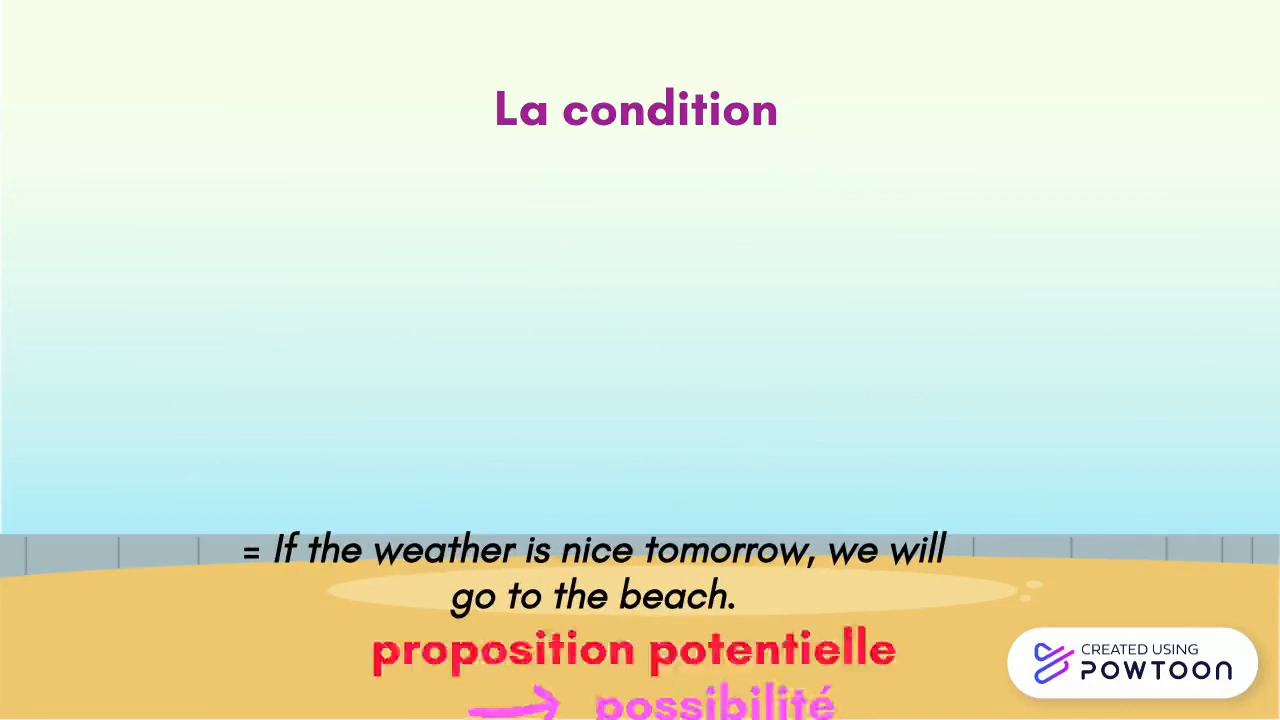 La condition
= If the weather is nice tomorrow, we will
go to the beach.
proposition potentielle
possibilité
CREATED USING
POWTOON